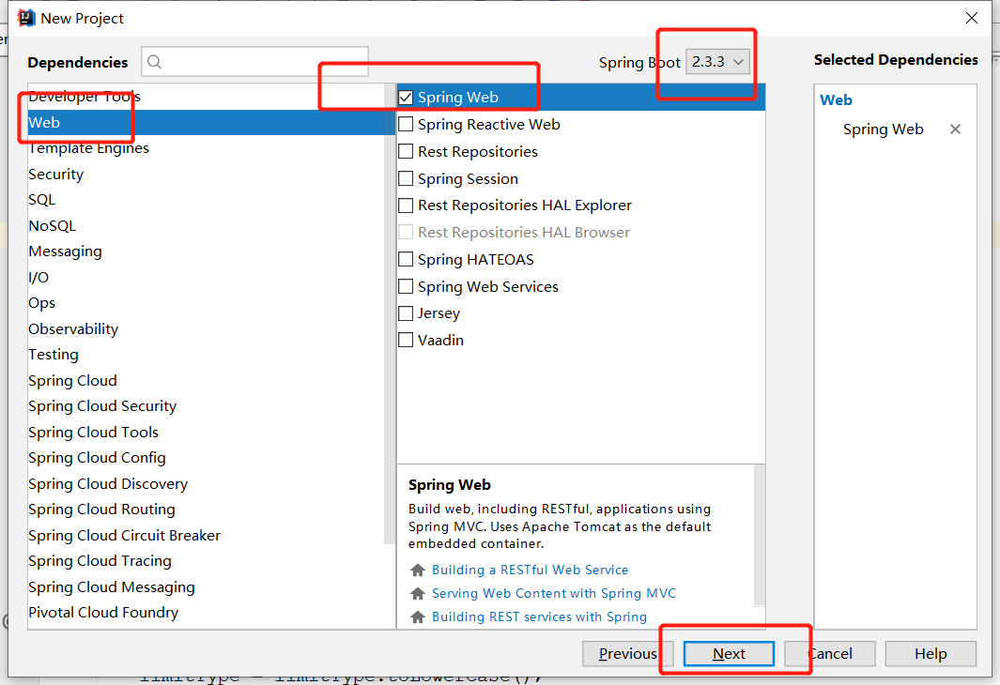 New Project
Dependencies
Spring Boot
2.3.3
Selected Dependencies
Developer Tools
Web
Template Engines
Security
SQL
NoSQL
Messaging
I/O
Ops
Observability
Testing
Spring Cloud
Spring Cloud Security
Spring Cloud Tools
Spring Cloud Config
Spring Cloud Discovery
Spring Cloud Routing
Spring Cloud Circuit Breaker
Spring Cloud Tracing
Spring Cloud Messaging
Pivotal Cloud Foundry
Spring Web
Spring Reactive Web
Rest Repositories
Spring Session
Rest Repositories HAL Explorer
Rest Repositories HAL Browser
Spring HATEOAS
Spring Web Services
Jersey
Vaadin
Spring Web
Build web, including RESTful, applications using
Spring MVC. Uses Apache Tomcat as the default
embedded container.
Building a RESTful Web Service
Serving Web Content with Spring MVC
Building REST services with Spring
Web
Spring Web
Previous
Next
Cancel
Help
limitType = limitType.toLowerCase();